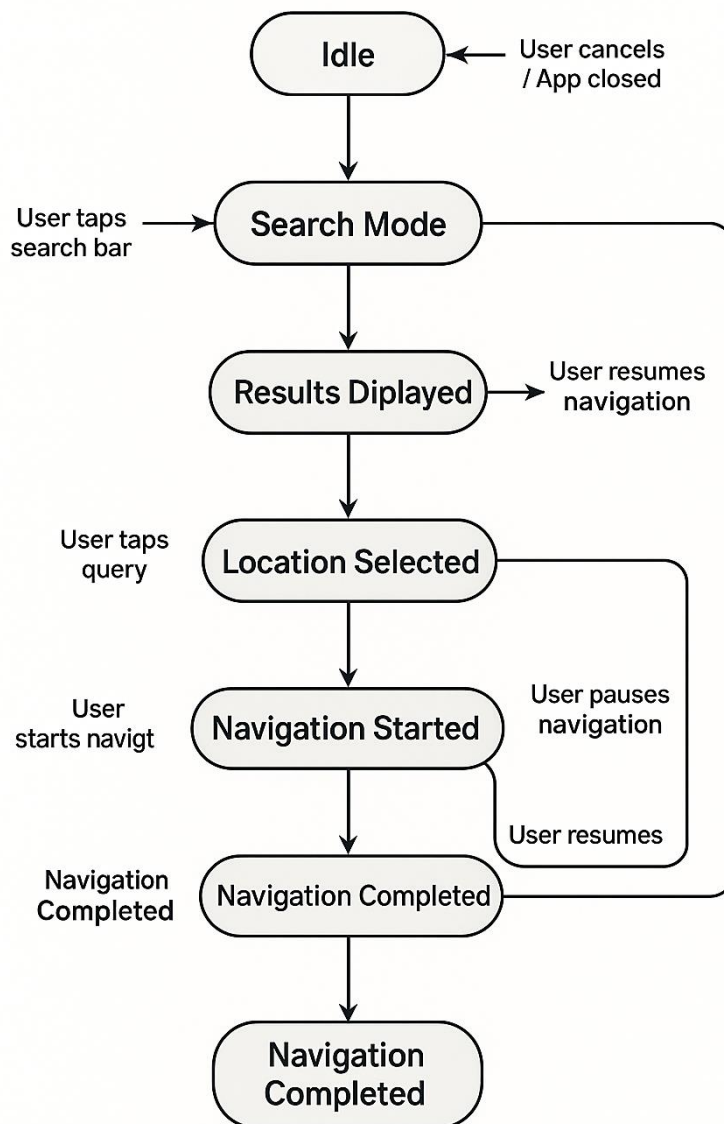 Idle
User cancels
/ App closed
User taps
search bar
Search Mode
Results Diplayed
User resumes
navigation
User taps
query
Location Selected
User
starts navigt
Navigation Started
User pauses
navigation
User resumes
Navigation
Completed
Navigation Completed
Navigation
Completed